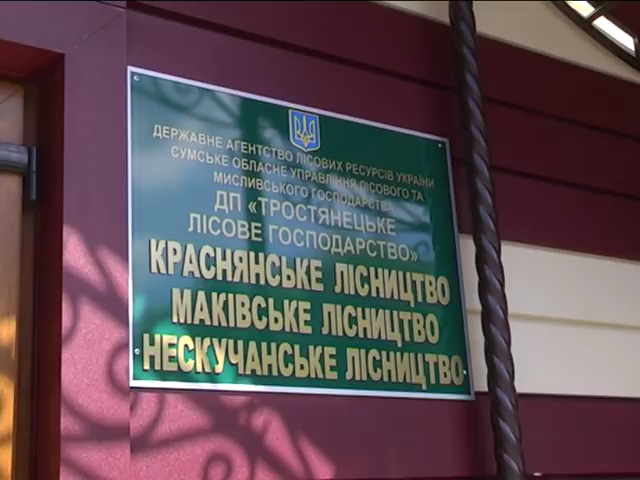 ДЕРЖАВНЕ АГЕНТСТВО ЛІСОВИХ РЕСУРСІВ УКРАЇНИ
СУМСЬКЕ ОБЛАСНЕ УПРАВЛІННЯ ЛІСОВОГО ТА
МИСЛИВСЬКОГО ГОСПОДАРСТВА
ДП «ТРОСТЯНЕЦЬКЕ
ЛІСОВЕ ГОСПОДАРСТВО»
КРАСНЯНСЬКЕ ЛІСНИЦТВО
МАКІВСЬКЕ ЛІСНИЦТВО
НЕСКУЧАНСЬКЕ ЛІСНИЦТВО